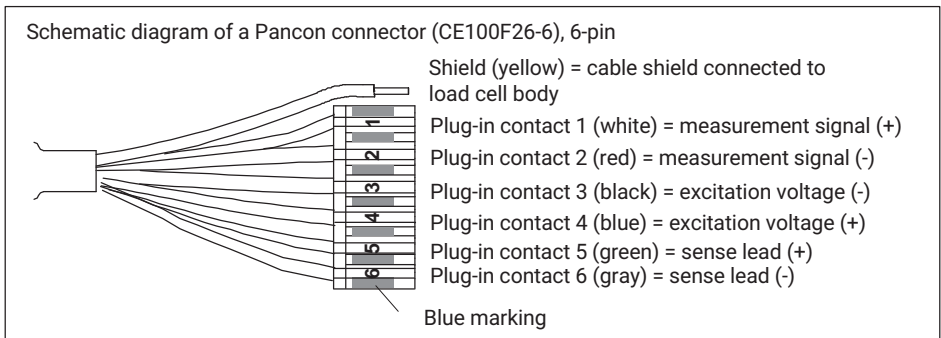 Schematic diagram of a Pancon connector (CE100F26-6), 6-pin
Shield (yellow) = cable shield connected to
load cell body
1
Plug-in contact 1 (white) = measurement signal (+)
2
Plug-in contact 2 (red) = measurement signal (-)
3
Plug-in contact 3 (black) = excitation voltage (-)
4
Plug-in contact 4 (blue) = excitation voltage (+)
5
Plug-in contact 5 (green) = sense lead (+)
6
Plug-in contact 6 (gray) = sense lead (-)
Blue marking